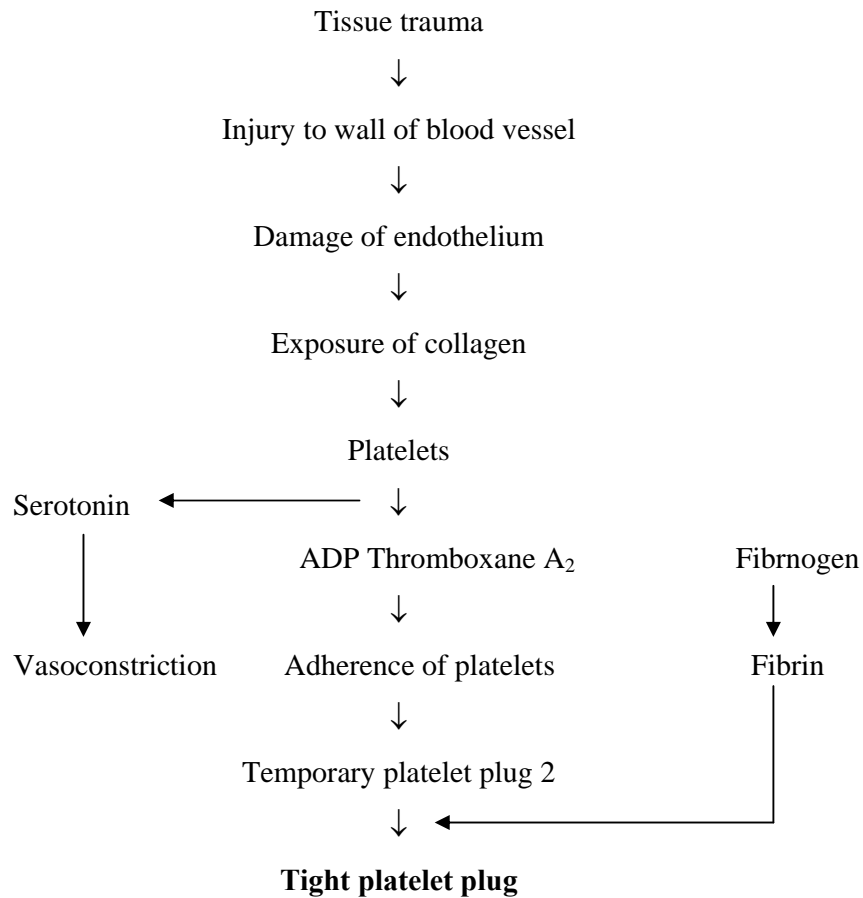 Tissue trauma
↓
Injury to wall of blood vessel
↓
Damage of endothelium
↓
Exposure of collagen
↓
Platelets
Serotonin ↓
ADP Thromboxane A₂ Fibrnogen
↓
Vasoconstriction Adherence of platelets Fibrin
↓
Temporary platelet plug 2
↓
Tight platelet plug